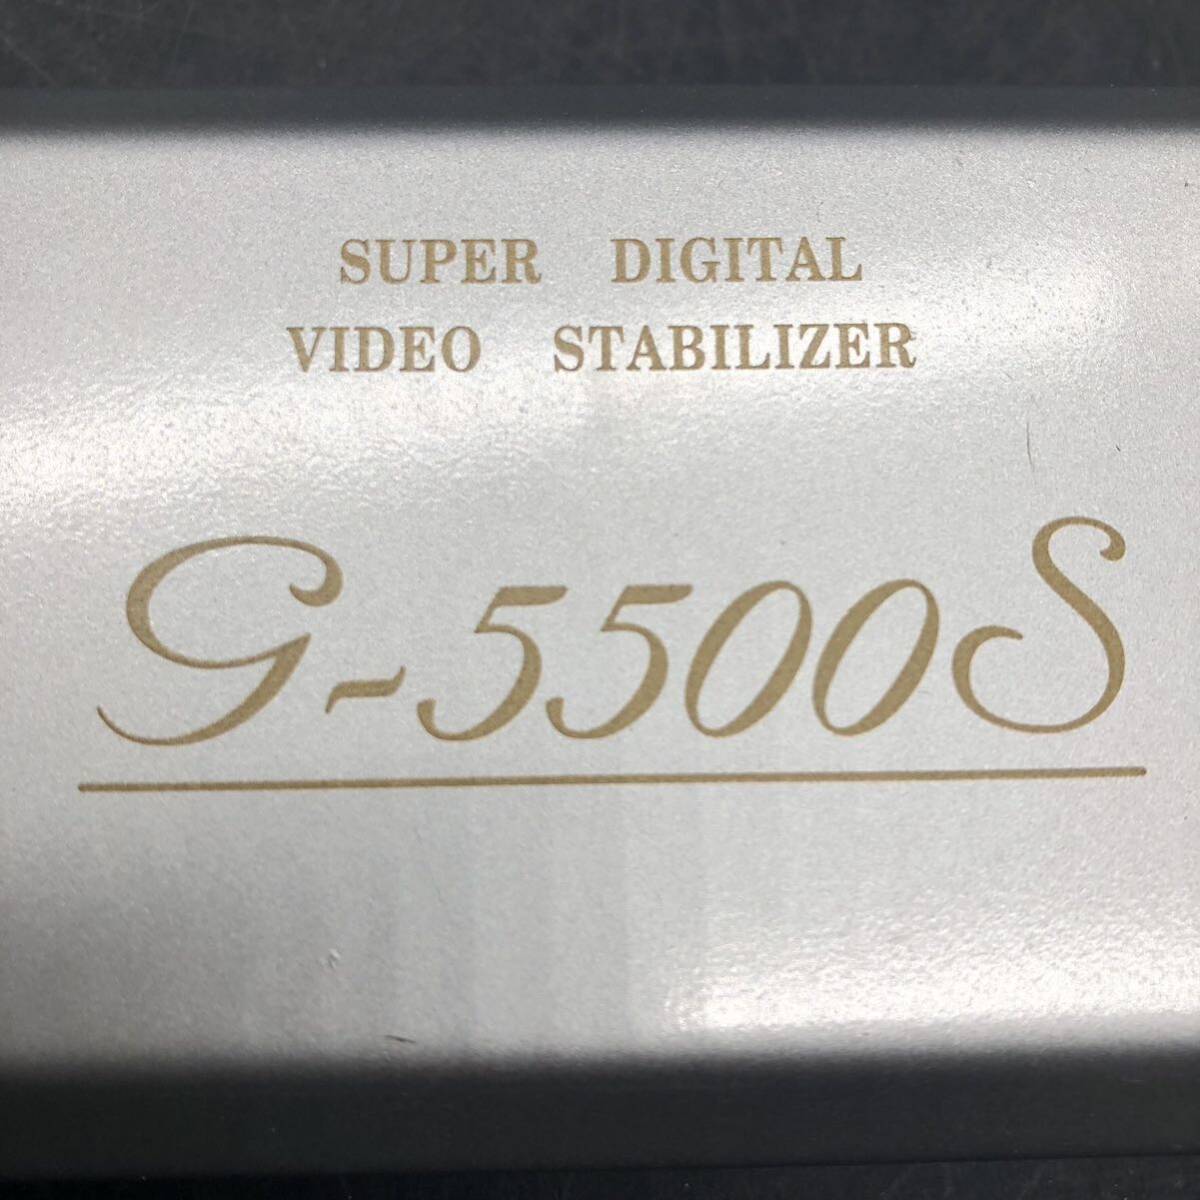 SUPER DIGITAL
VIDEO STABILIZER
G-5500S